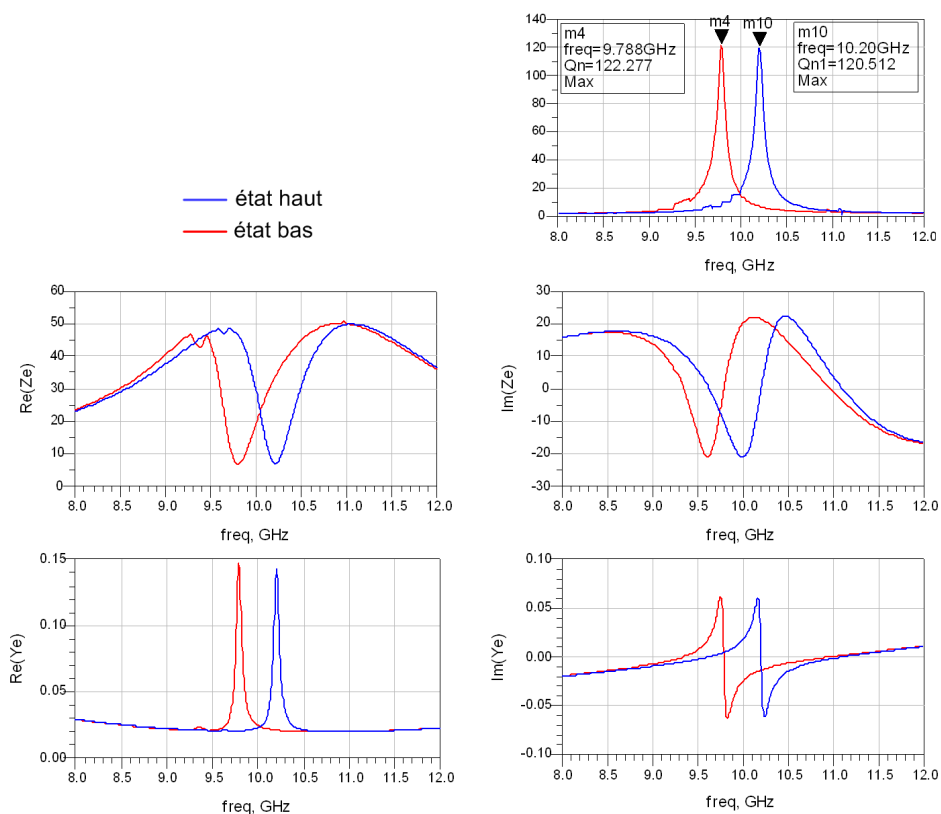 m4
freq=9.788GHz
Qn=122.277
Max
m4 m10
m10
freq=10.20GHz
Qn1=120.512
Max
140
120
100
80
60
40
20
0
8.0 8.5 9.0 9.5 10.0 10.5 11.0 11.5 12.0
freq, GHz
état haut
état bas
Re(Ze)
60
50
40
30
20
10
0
8.0 8.5 9.0 9.5 10.0 10.5 11.0 11.5 12.0
freq, GHz
Im(Ze)
30
20
10
0
-10
-20
-30
8.0 8.5 9.0 9.5 10.0 10.5 11.0 11.5 12.0
freq, GHz
Re(Ye)
0.15
0.10
0.05
0.00
8.0 8.5 9.0 9.5 10.0 10.5 11.0 11.5 12.0
freq, GHz
Im(Ye)
0.10
0.05
0.00
-0.05
-0.10
8.0 8.5 9.0 9.5 10.0 10.5 11.0 11.5 12.0
freq, GHz